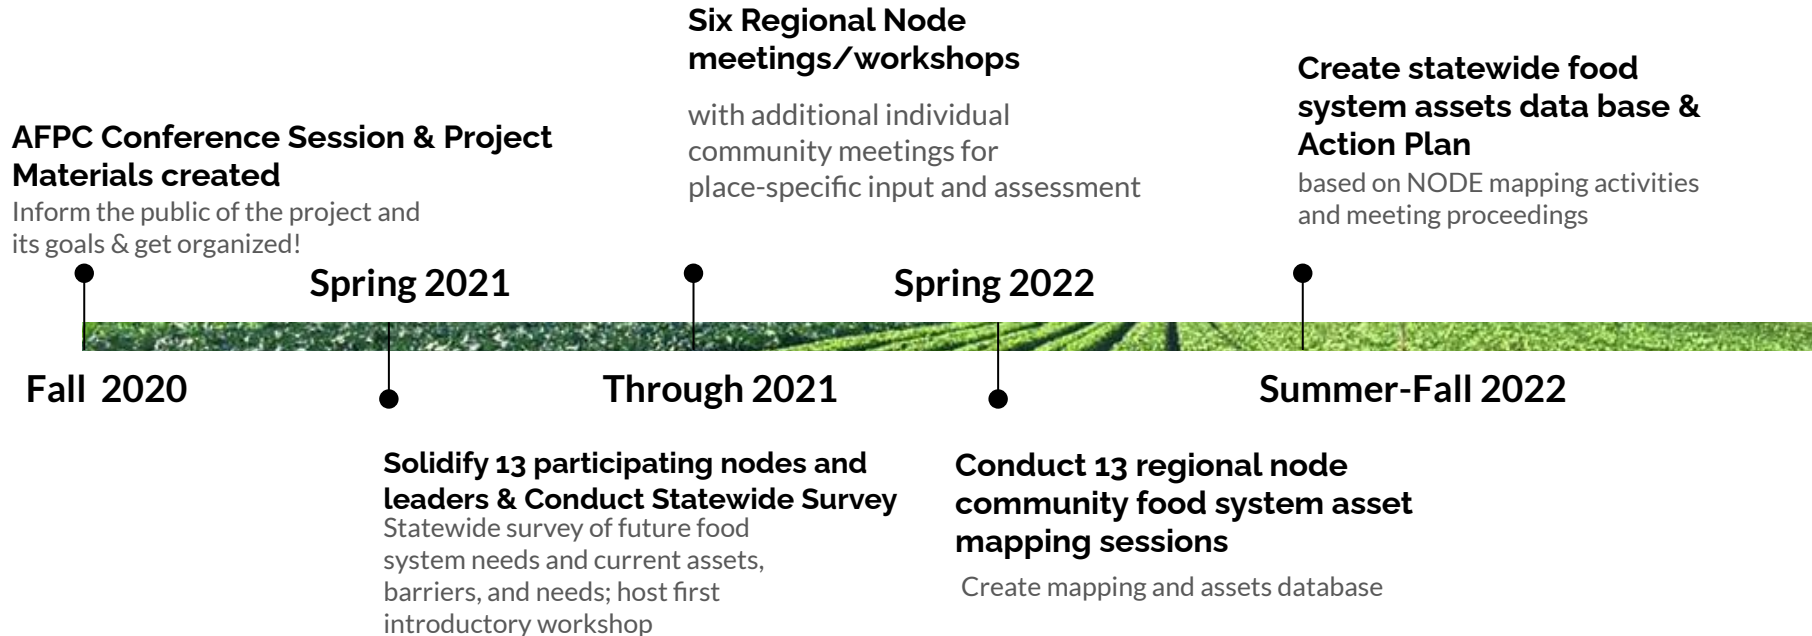 AFPC Conference Session & Project
Materials created
Inform the public of the project and
its goals & get organized!
Fall 2020
Spring 2021
Solidify 13 participating nodes and
leaders & Conduct Statewide Survey
Statewide survey of future food
system needs and current assets,
barriers, and needs; host first
introductory workshop
Six Regional Node
meetings/workshops
with additional individual
community meetings for
place-specific input and assessment
Through 2021
Spring 2022
Conduct 13 regional node
community food system asset
mapping sessions
Create mapping and assets database
Create statewide food
system assets data base &
Action Plan
based on NODE mapping activities
and meeting proceedings
Summer-Fall 2022